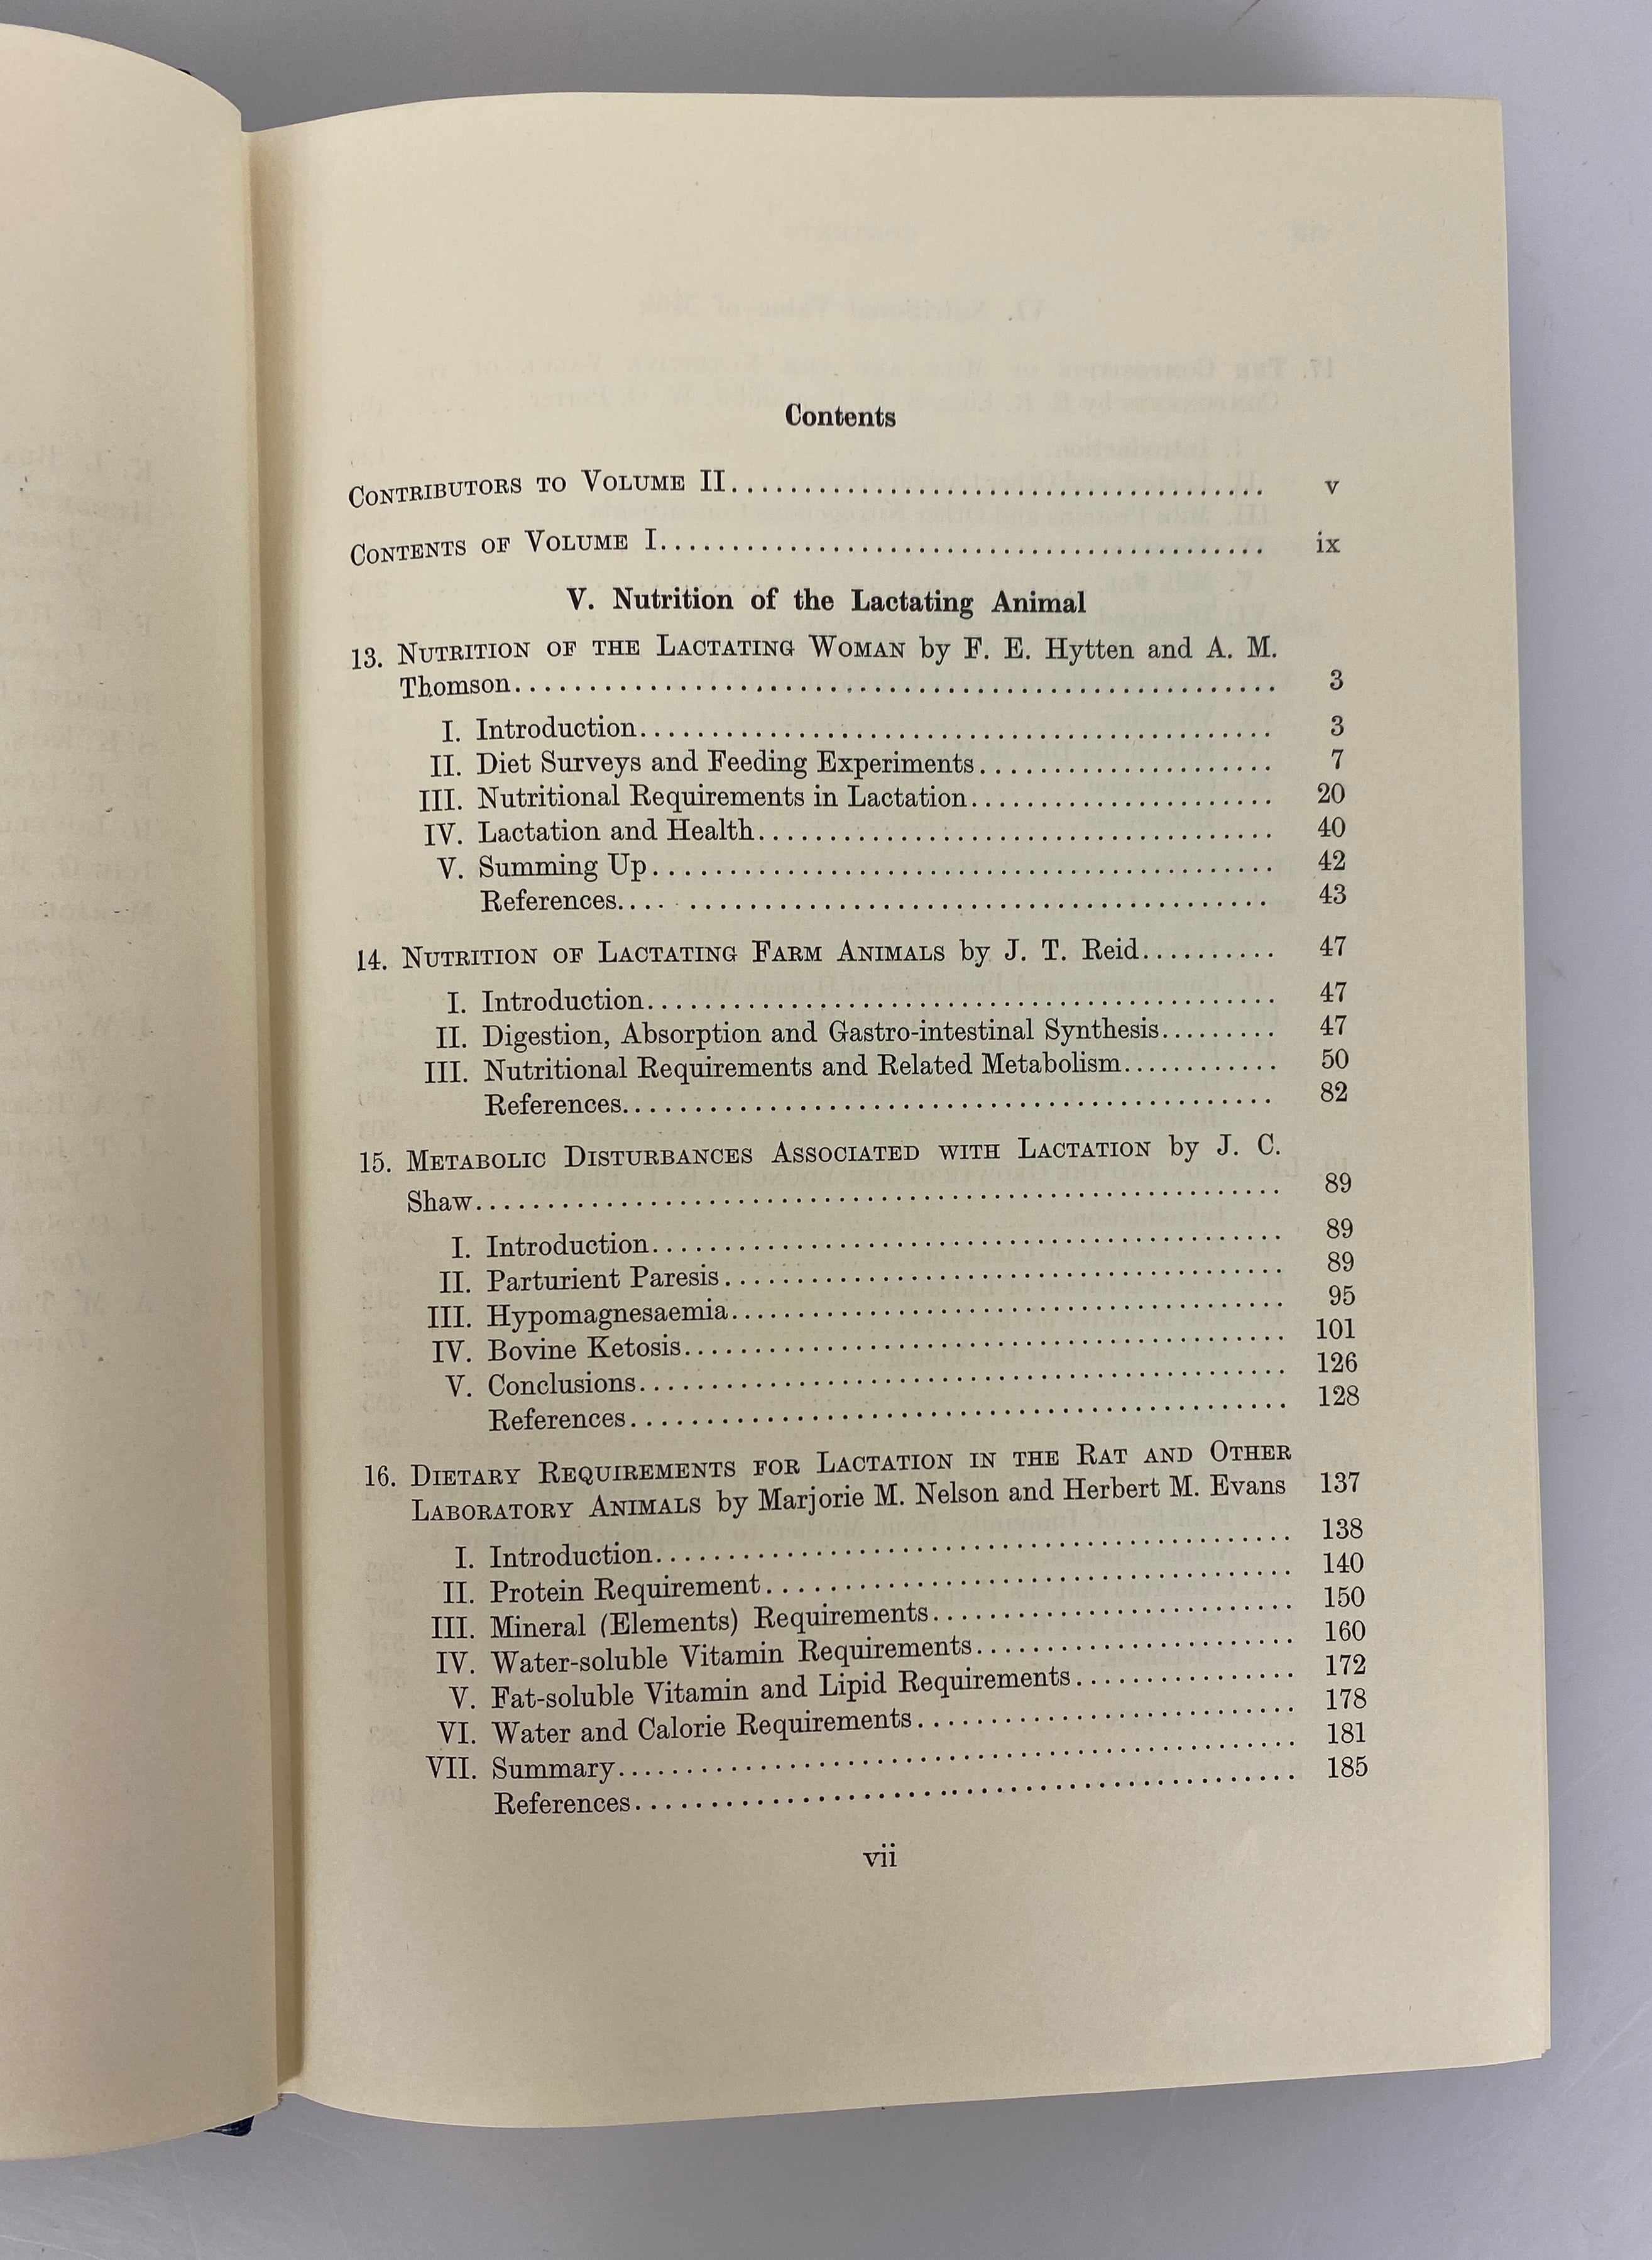 Contents
CONTRIBUTORS TO VOLUME II........................................ v
CONTENTS OF VOLUME I........................................ ix
V. Nutrition of the Lactating Animal
13. NUTRITION OF THE LACTATING WOMAN by F. E. Hytten and A. M.
Thomson........................................ 3
I. Introduction........................................ 3
II. Diet Surveys and Feeding Experiments........................ 7
III. Nutritional Requirements in Lactation........................ 20
IV. Lactation and Health........................................ 40
V. Summing Up........................................ 42
References........................................ 43
14. NUTRITION OF LACTATING FARM ANIMALS by J. T. Reid.......... 47
I. Introduction........................................ 47
II. Digestion, Absorption and Gastro-intestinal Synthesis......... 47
III. Nutritional Requirements and Related Metabolism............ 50
References........................................ 82
15. METABOLIC DISTURBANCES ASSOCIATED WITH LACTATION by J. C.
Shaw........................................ 89
I. Introduction........................................ 89
II. Parturient Paresis........................................ 89
III. Hypomagnesaemia........................................ 95
IV. Bovine Ketosis........................................ 101
V. Conclusions........................................ 126
References........................................ 128
16. DIETARY REQUIREMENTS FOR LACTATION IN THE RAT AND OTHER
LABORATORY ANIMALS by Marjorie M. Nelson and Herbert M. Evans 137
I. Introduction........................................ 138
II. Protein Requirement........................................ 140
III. Mineral (Elements) Requirements........................ 150
IV. Water-soluble Vitamin Requirements........................ 160
V. Fat-soluble Vitamin and Lipid Requirements............... 172
VI. Water and Calorie Requirements........................ 178
VII. Summary........................................ 181
References........................................ 185
vii